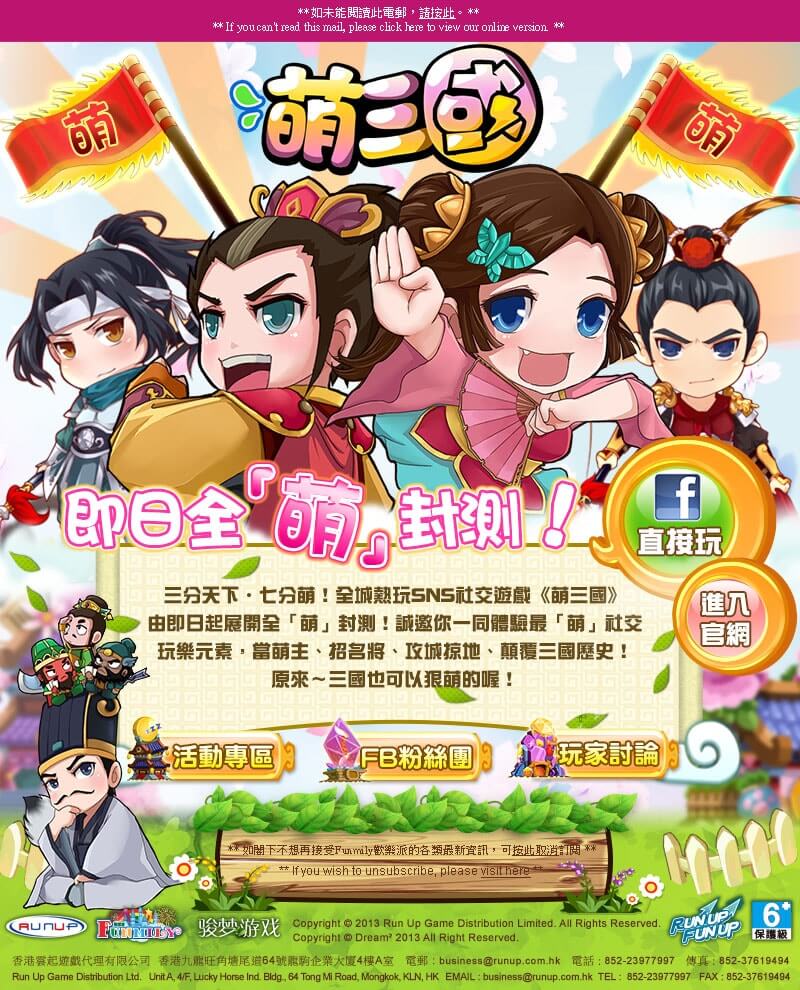 **如未能閱讀此電郵，請按此。**
** If you can't read this mail, please click here to view our online version. **
萌
萌三國
萌
即日全「萌」封測！
f
直接玩
進入
官網
三分天下．七分萌！全城熱玩SNS社交遊戲《萌三國》
由即日起展開全「萌」封測！誠邀你一同體驗最「萌」社交
玩樂元素，當萌主、招名將、攻城掠地、顛覆三國歷史！
原來～三國也可以狠萌的喔！
活動專區
FB粉絲團
玩家討論
** 如閣下不想再接受Funmily歡樂派的各類最新資訊，可按此取消訂閱 **
** If you wish to unsubscribe, please visit here **
RUNUP
FUNMILY
骏梦游戏
Copyright © 2013 Run Up Game Distribution Limited. All Rights Reserved.
Copyright © Dream² 2013 All Right Reserved.
RUN UP
FUN UP
6+
保護級
香港雲起遊戲代理有限公司 香港九龍旺角塘尾道64號龍駒企業大厦4樓A室 電郵：business@runup.com.hk 電話：852-23977997 傳真：852-37619494
Run Up Game Distribution Ltd. Unit A, 4/F, Lucky Horse Ind. Bldg., 64 Tong Mi Road, Mongkok, KLN, HK EMAIL : business@runup.com.hk TEL : 852-23977997 FAX : 852-37619494